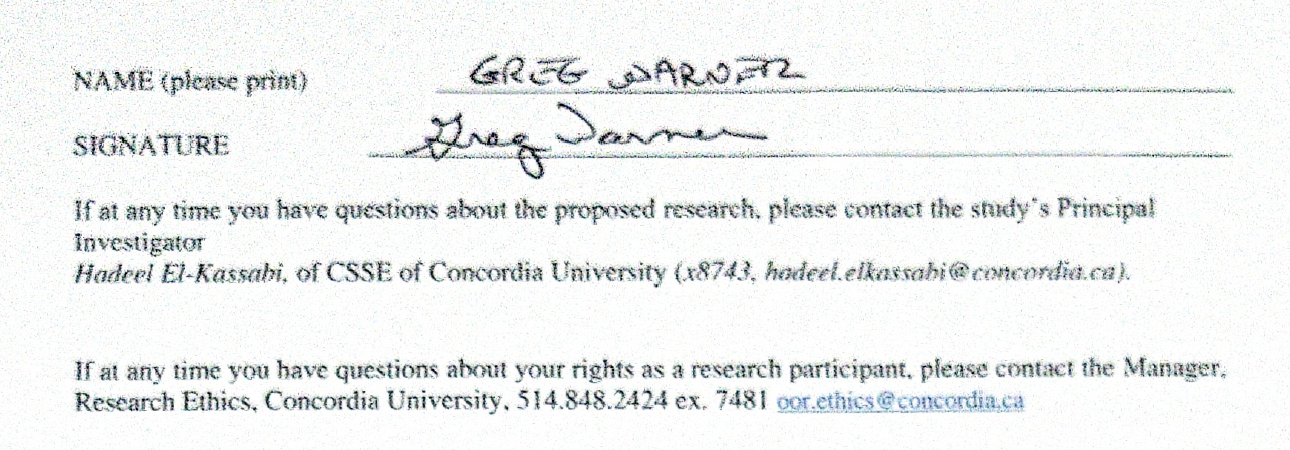 NAME (please print) GREG WARNER
SIGNATURE Greg Warner
If at any time you have questions about the proposed research, please contact the study's Principal
Investigator
Hadeel El-Kassabi, of CSSE of Concordia University (x8743, hadeel.elkassabi@concordia.ca).
If at any time you have questions about your rights as a research participant, please contact the Manager,
Research Ethics, Concordia University, 514.848.2424 ex. 7481 oor.ethics@concordia.ca